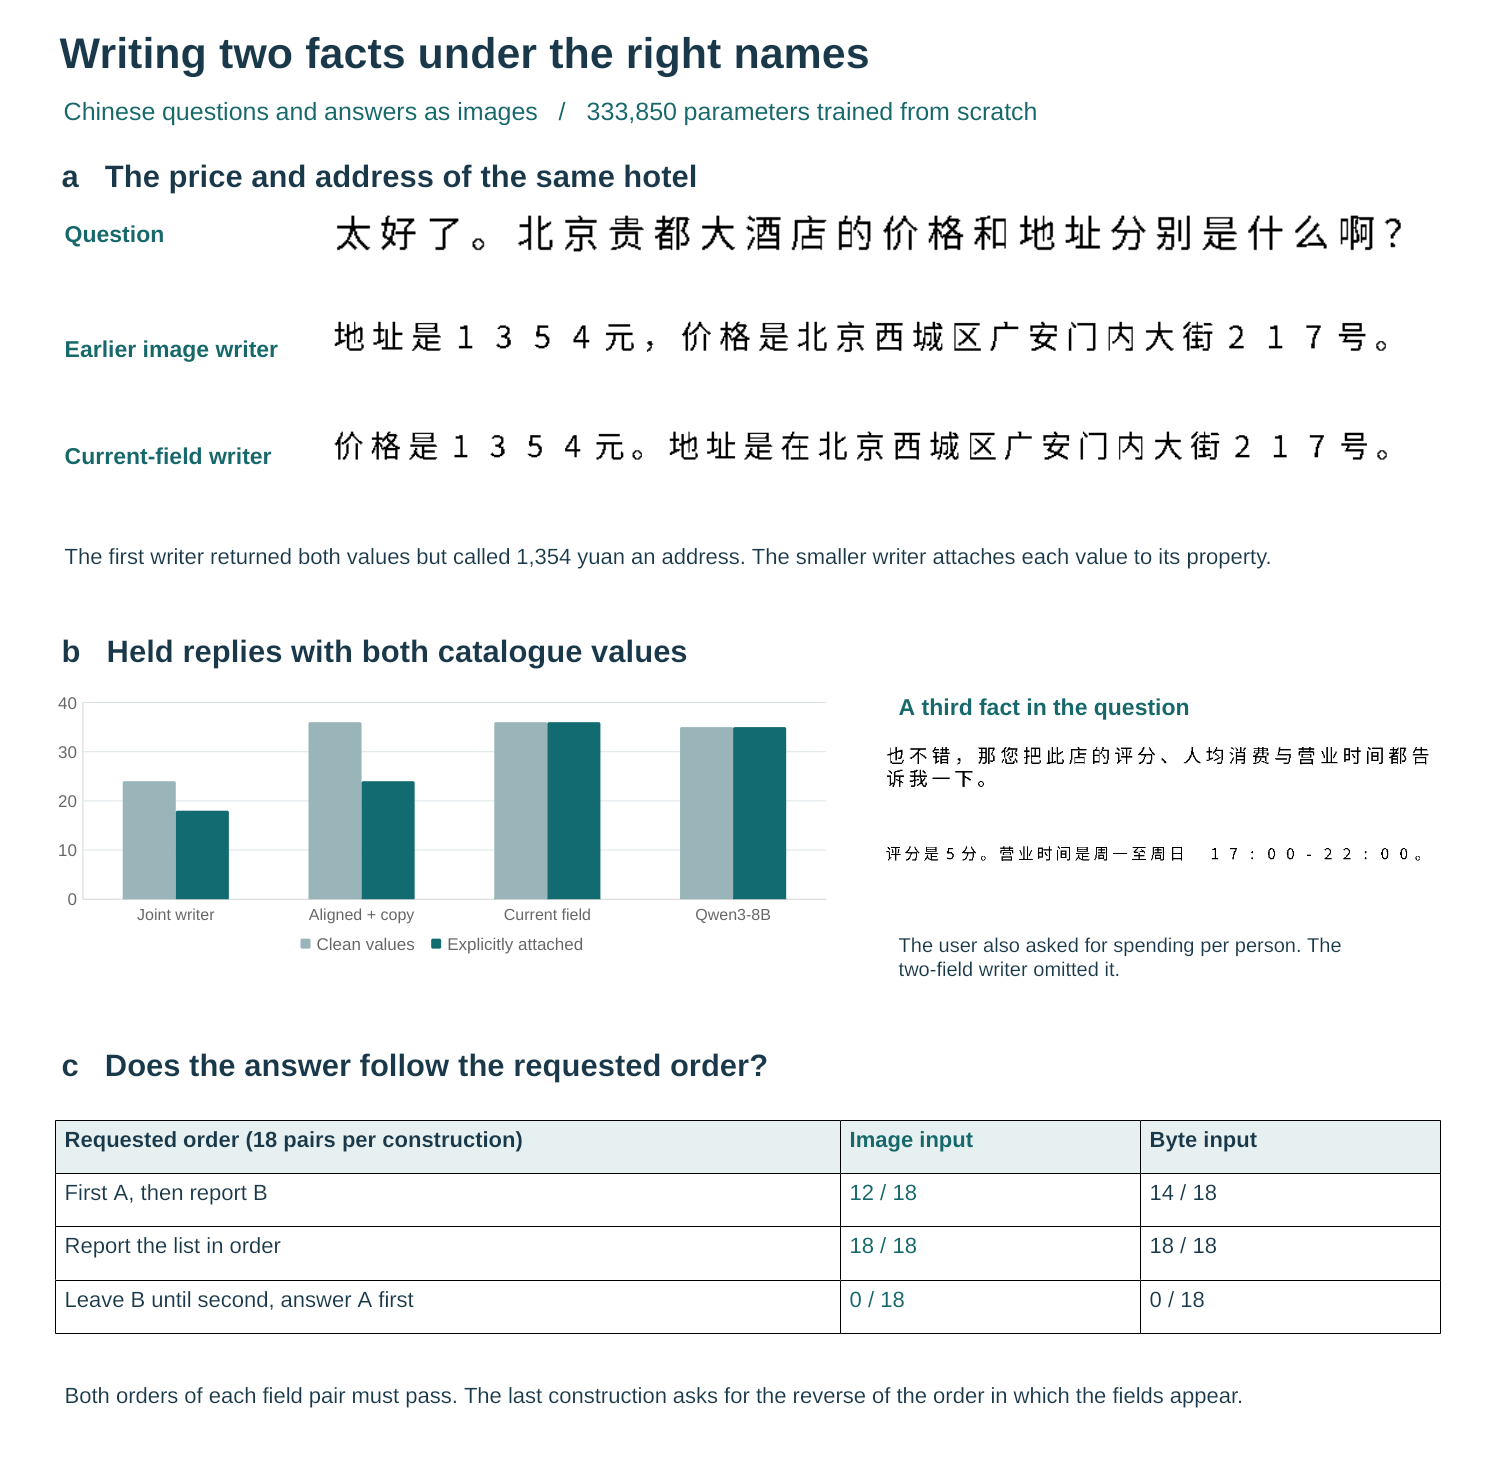 Writing two facts under the right names
Chinese questions and answers as images / 333,850 parameters trained from scratch
a The price and address of the same hotel
Question
太好了。北京贵都大酒店的价格和地址分别是什么啊?
Earlier image writer
地址是1354元，价格是北京西城区广安门内大街217号。
Current-field writer
价格是1354元。地址是在北京西城区广安门内大街217号。
The first writer returned both values but called 1,354 yuan an address. The smaller writer attaches each value to its property.
b Held replies with both catalogue values
40
30
20
10
0
Joint writer
Aligned + copy
Current field
Qwen3-8B
Clean values
Explicitly attached
A third fact in the question
也不错，那您把此店的评分、人均消费与营业时间都告
诉我一下。
评分是5分。营业时间是周一至周日 17:00-22:00。
The user also asked for spending per person. The
two-field writer omitted it.
c Does the answer follow the requested order?
Requested order (18 pairs per construction) Image input Byte input
First A, then report B 12 / 18 14 / 18
Report the list in order 18 / 18 18 / 18
Leave B until second, answer A first 0 / 18 0 / 18
Both orders of each field pair must pass. The last construction asks for the reverse of the order in which the fields appear.